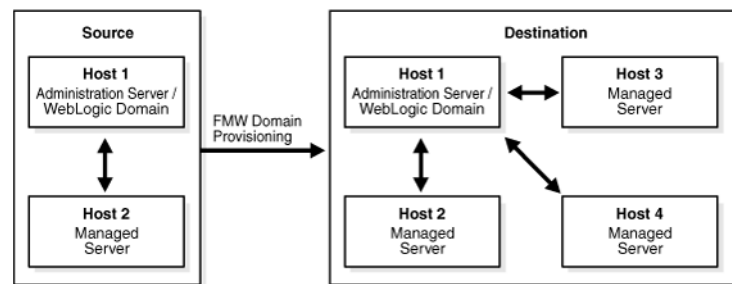 Source
Host 1
Administration Server /
WebLogic Domain
Host 2
Managed
Server
FMW Domain
Provisioning
Destination
Host 1
Administration Server /
WebLogic Domain
Host 3
Managed
Server
Host 2
Managed
Server
Host 4
Managed
Server